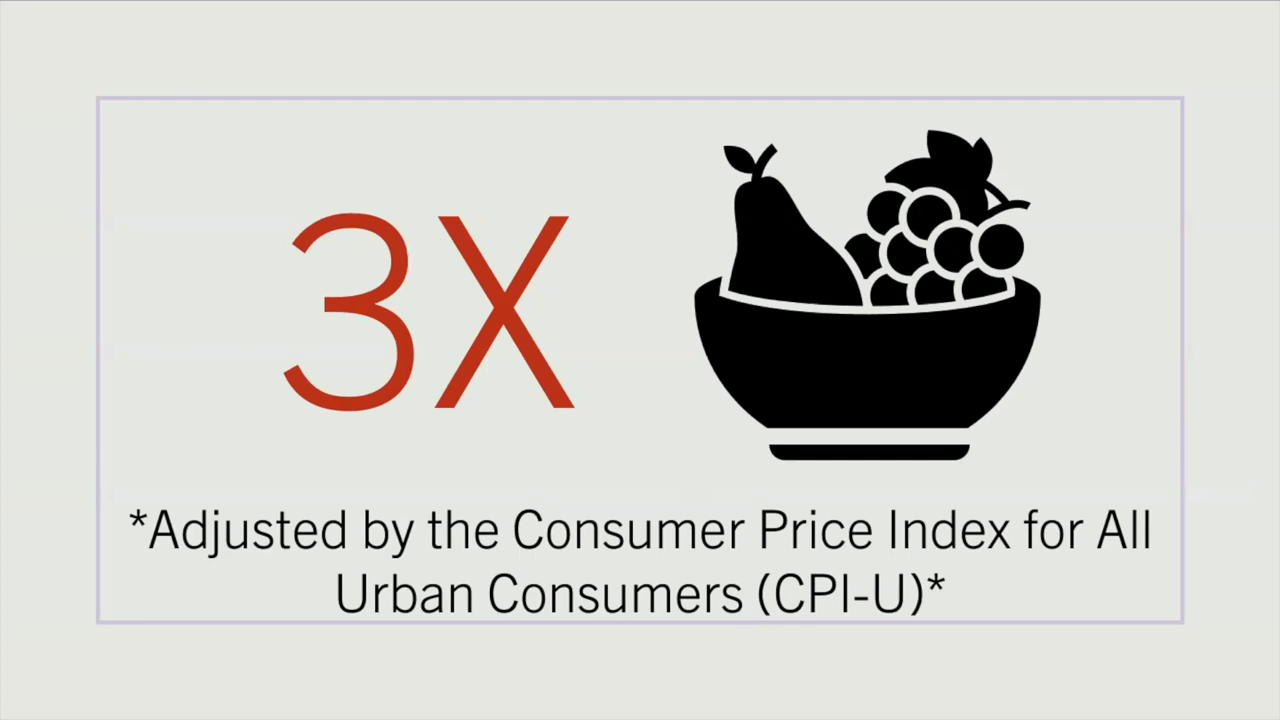 3X
*Adjusted by the Consumer Price Index for All
Urban Consumers (CPI-U)*